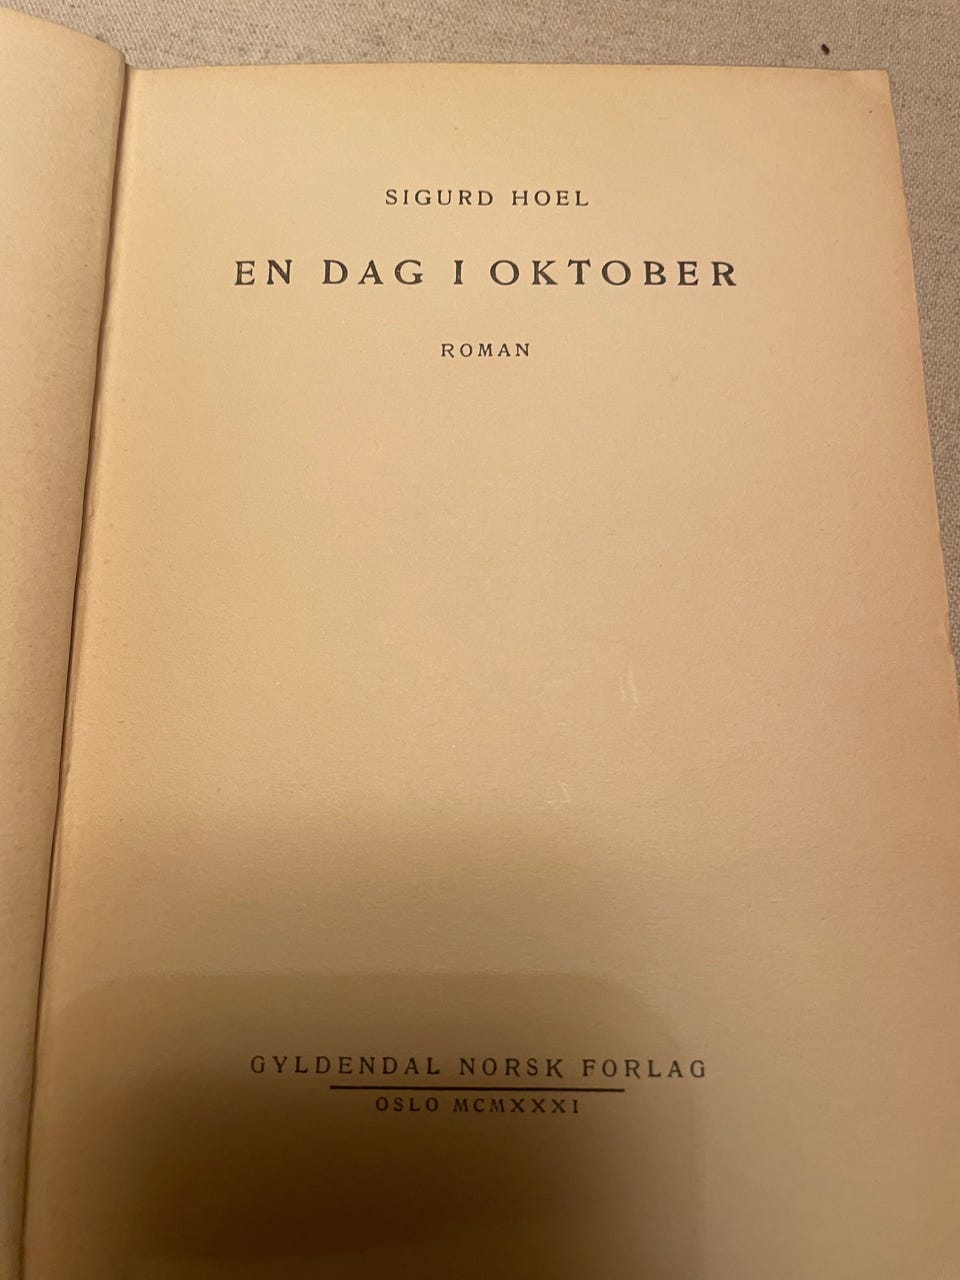 SIGURD HOEL
EN DAG I OKTOBER
ROMAN
GYLDENDAL NORSK FORLAG
OSLO MCMXXXI